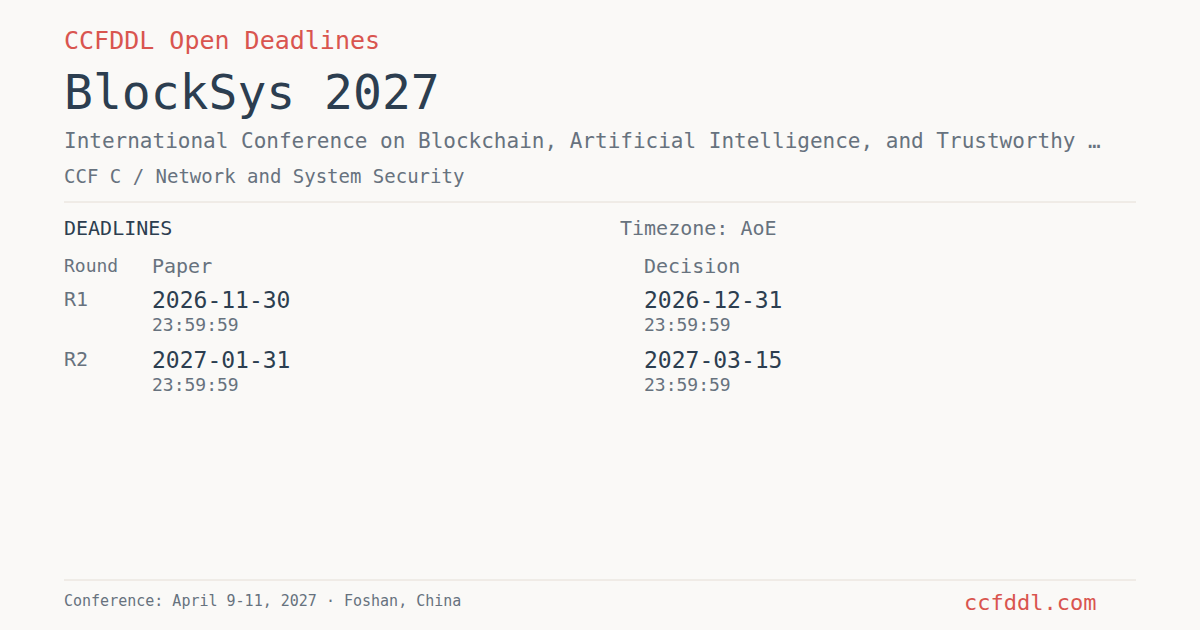 CCFDDL Open Deadlines
BlockSys 2027
International Conference on Blockchain, Artificial Intelligence, and Trustworthy …
CCF C / Network and System Security
DEADLINES Timezone: AoE
Round Paper Decision
R1 2026-11-30 2026-12-31
23:59:59 23:59:59
R2 2027-01-31 2027-03-15
23:59:59 23:59:59
Conference: April 9-11, 2027 · Foshan, China
ccfddl.com